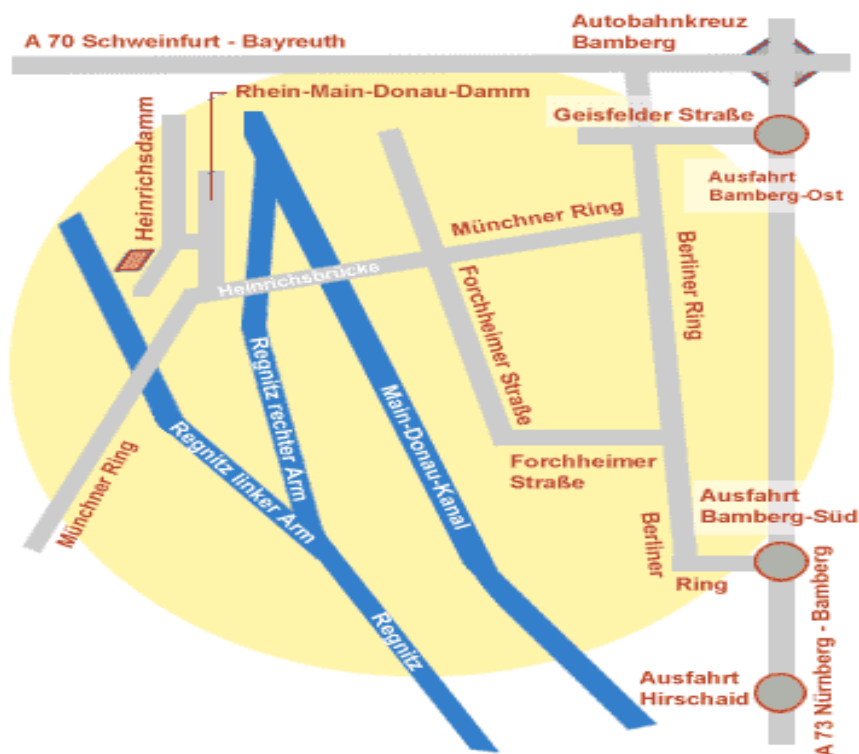 Autobahnkreuz
Bamberg
A 70 Schweinfurt - Bayreuth
Rhein-Main-Donau-Damm
Heinrichsdamm
Geisfelder Straße
Ausfahrt
Bamberg-Ost
Münchner Ring
Heinrichsbrücke
Berliner Ring
Forchheimer Straße
Regnitz rechter Arm
Main-Donau-Kanal
Münchner Ring
Regnitz linker Arm
Forchheimer
Straße
Ausfahrt
Bamberg-Süd
Berliner
Ring
Regnitz
Ausfahrt
Hirschaid
A 73 Nürnberg - Bamberg